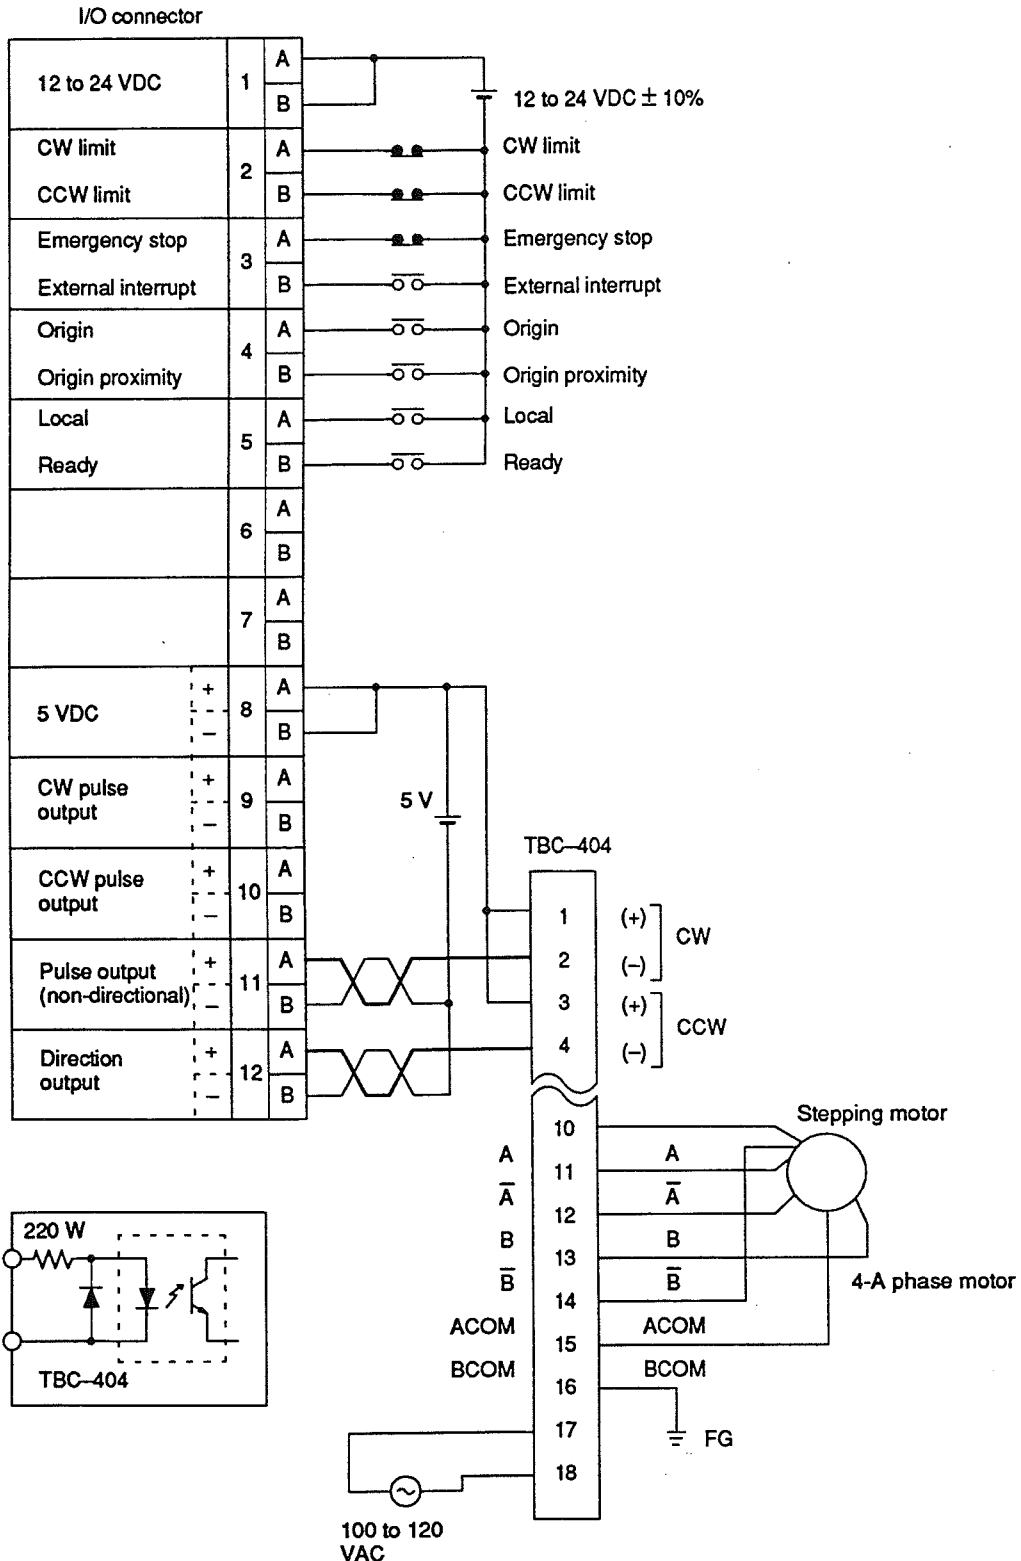 I/O connector
12 to 24 VDC 1 A
B
12 to 24 VDC ± 10%
CW limit 2 A CW limit
CCW limit B CCW limit
Emergency stop 3 A Emergency stop
External interrupt B External interrupt
Origin 4 A Origin
Origin proximity B Origin proximity
Local 5 A Local
Ready B Ready
6 A
B
7 A
B
5 VDC + 8 A
– B
CW pulse output + 9 A
– B
5 V
CCW pulse output + 10 A
– B
Pulse output (non-directional) + 11 A
– B
Direction output + 12 A
– B
TBC–404
1 (+) CW
2 (–)
3 (+) CCW
4 (–)
Stepping motor
10
A A
11
A̅ A̅
12
B B
13
B̅ B̅
4-A phase motor
14
ACOM ACOM
15
BCOM BCOM
16
FG
17
18
100 to 120
VAC
220 W
TBC–404